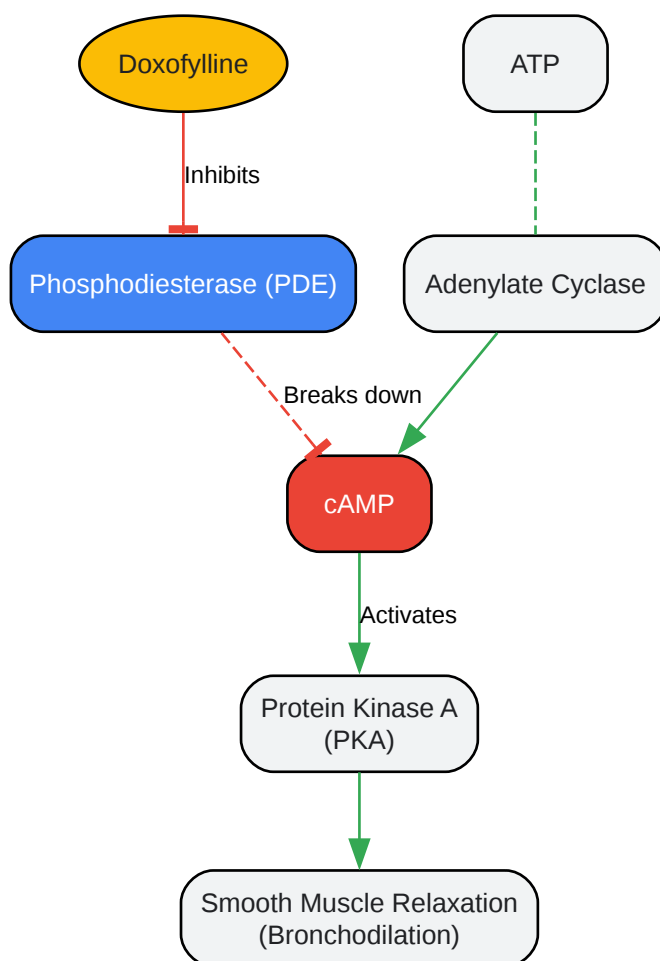 Doxofylline
ATP
Inhibits
Phosphodiesterase (PDE)
Adenylate Cyclase
Breaks down
cAMP
Activates
Protein Kinase A
(PKA)
Smooth Muscle Relaxation
(Bronchodilation)